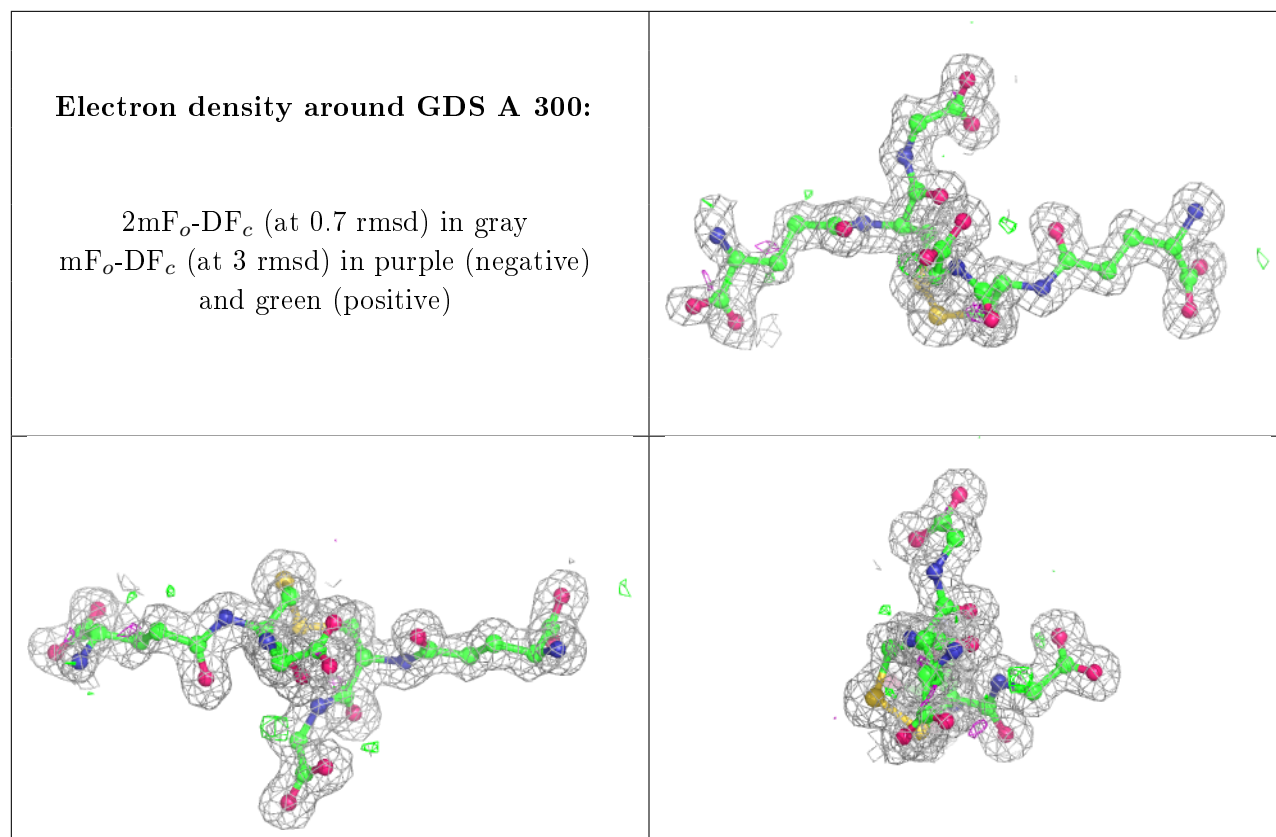 Electron density around GDS A 300:
2mFo-DFc (at 0.7 rmsd) in gray
mFo-DFc (at 3 rmsd) in purple (negative)
and green (positive)